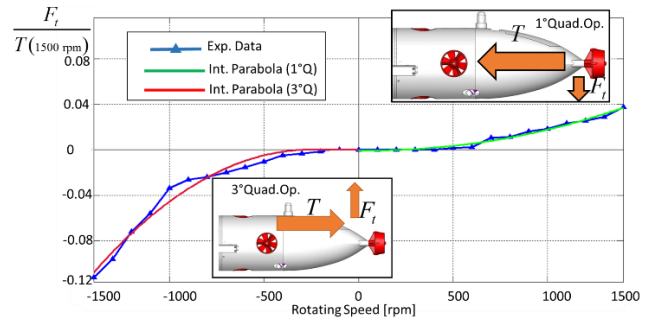 F_t
T(1500 rpm)
0.08
0.04
0
-0.04
-0.08
-0.12
Exp. Data
Int. Parabola (1°Q)
Int. Parabola (3°Q)
1°Quad.Op.
T
F_t
3°Quad.Op.
T
F_t
-1500
-1000
-500
0
500
1000
1500
Rotating Speed [rpm]